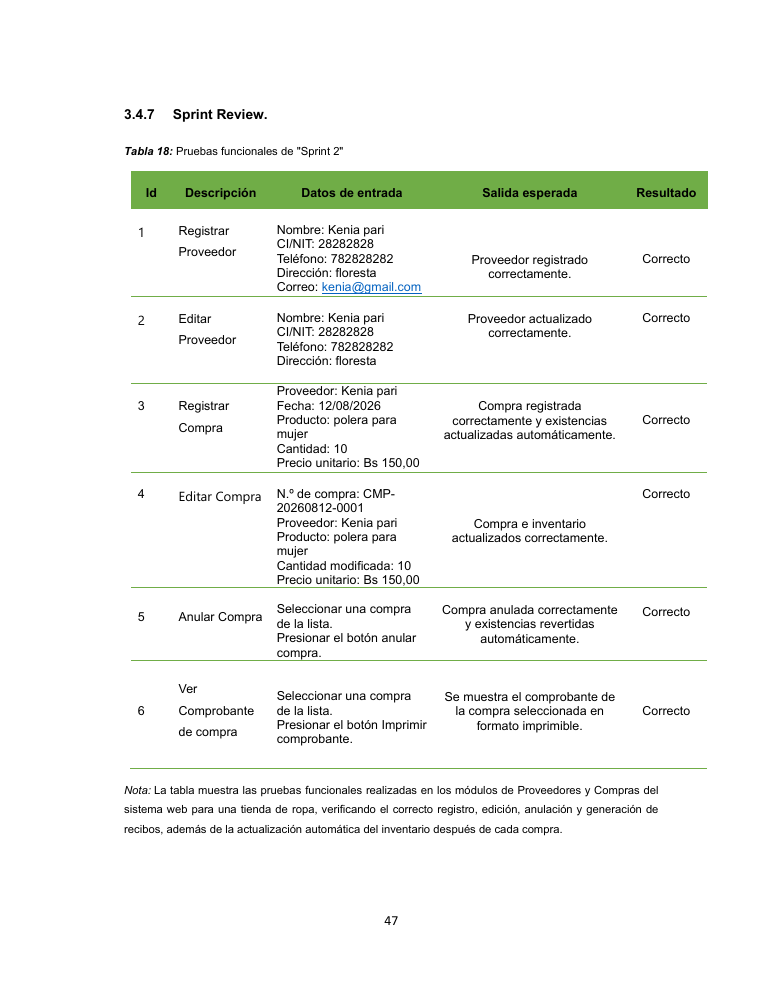 3.4.7 Sprint Review.
Tabla 18: Pruebas funcionales de "Sprint 2"
Id Descripción Datos de entrada Salida esperada Resultado
1
Registrar
Proveedor
Nombre: Kenia pari
CI/NIT: 28282828
Teléfono: 782828282
Dirección: floresta
Correo: kenia@gmail.com
Proveedor registrado
correctamente.
Correcto
2
Editar
Proveedor
Nombre: Kenia pari
CI/NIT: 28282828
Teléfono: 782828282
Dirección: floresta
Proveedor actualizado
correctamente.
Correcto
3
Registrar
Compra
Proveedor: Kenia pari
Fecha: 12/08/2026
Producto: polera para
mujer
Cantidad: 10
Precio unitario: Bs 150,00
Compra registrada
correctamente y existencias
actualizadas automáticamente.
Correcto
4
Editar Compra
N.º de compra: CMP-
20260812-0001
Proveedor: Kenia pari
Producto: polera para
mujer
Cantidad modificada: 10
Precio unitario: Bs 150,00
Compra e inventario
actualizados correctamente.
Correcto
5
Anular Compra
Seleccionar una compra
de la lista.
Presionar el botón anular
compra.
Compra anulada correctamente
y existencias revertidas
automáticamente.
Correcto
6
Ver
Comprobante
de compra
Seleccionar una compra
de la lista.
Presionar el botón Imprimir
comprobante.
Se muestra el comprobante de
la compra seleccionada en
formato imprimible.
Correcto
Nota: La tabla muestra las pruebas funcionales realizadas en los módulos de Proveedores y Compras del
sistema web para una tienda de ropa, verificando el correcto registro, edición, anulación y generación de
recibos, además de la actualización automática del inventario después de cada compra.
47